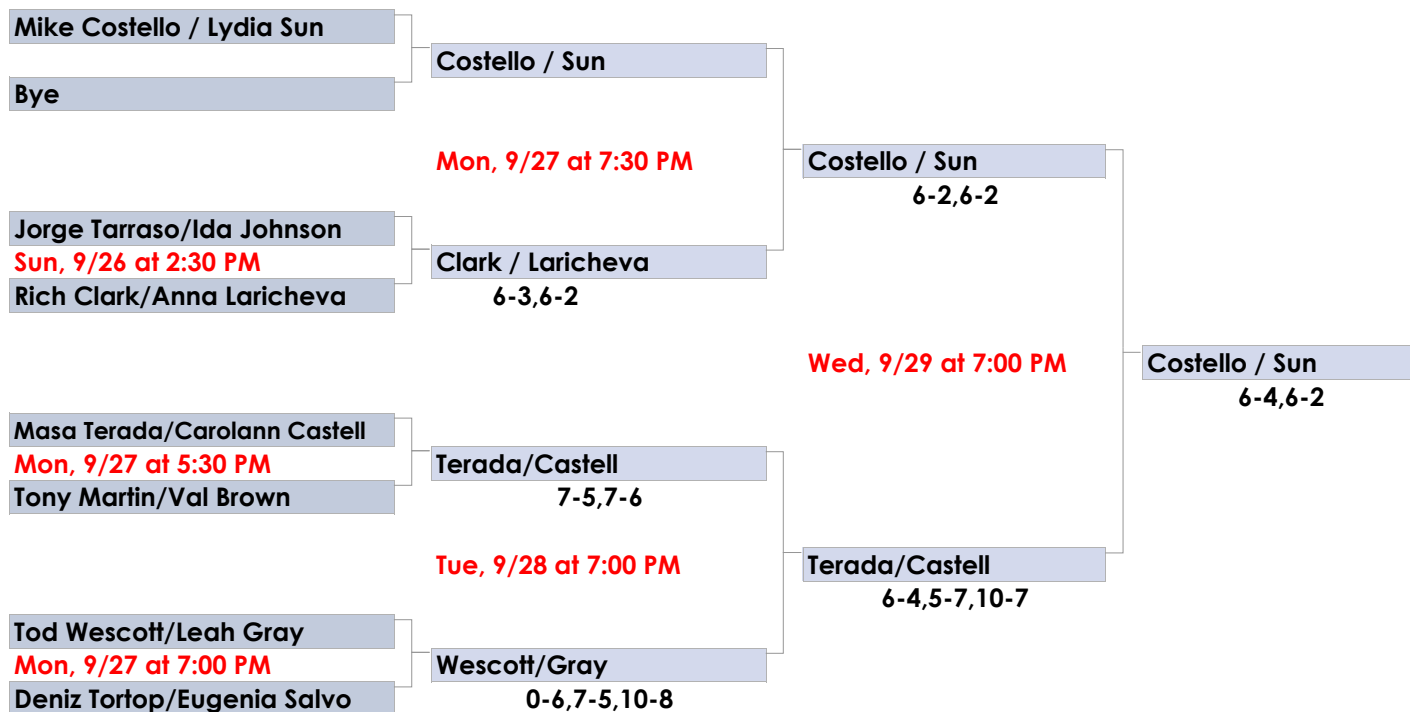 Mike Costello / Lydia Sun
Bye
Jorge Tarraso/Ida Johnson
Sun, 9/26 at 2:30 PM
Rich Clark/Anna Laricheva
Masa Terada/Carolann Castell
Mon, 9/27 at 5:30 PM
Tony Martin/Val Brown
Tod Wescott/Leah Gray
Mon, 9/27 at 7:00 PM
Deniz Tortop/Eugenia Salvo
Costello / Sun
Mon, 9/27 at 7:30 PM
Clark / Laricheva
6-3,6-2
Terada/Castell
7-5,7-6
Tue, 9/28 at 7:00 PM
Wescott/Gray
0-6,7-5,10-8
Costello / Sun
6-2,6-2
Wed, 9/29 at 7:00 PM
Terada/Castell
6-4,5-7,10-7
Costello / Sun
6-4,6-2